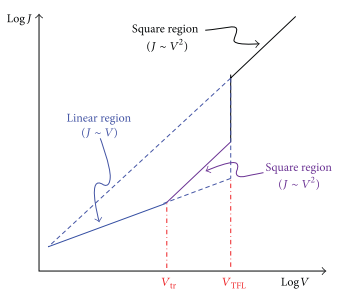 Log J
Square region
(J ~ V²)
Linear region
(J ~ V)
Square region
(J ~ V²)
V_tr
V_TFL
Log V